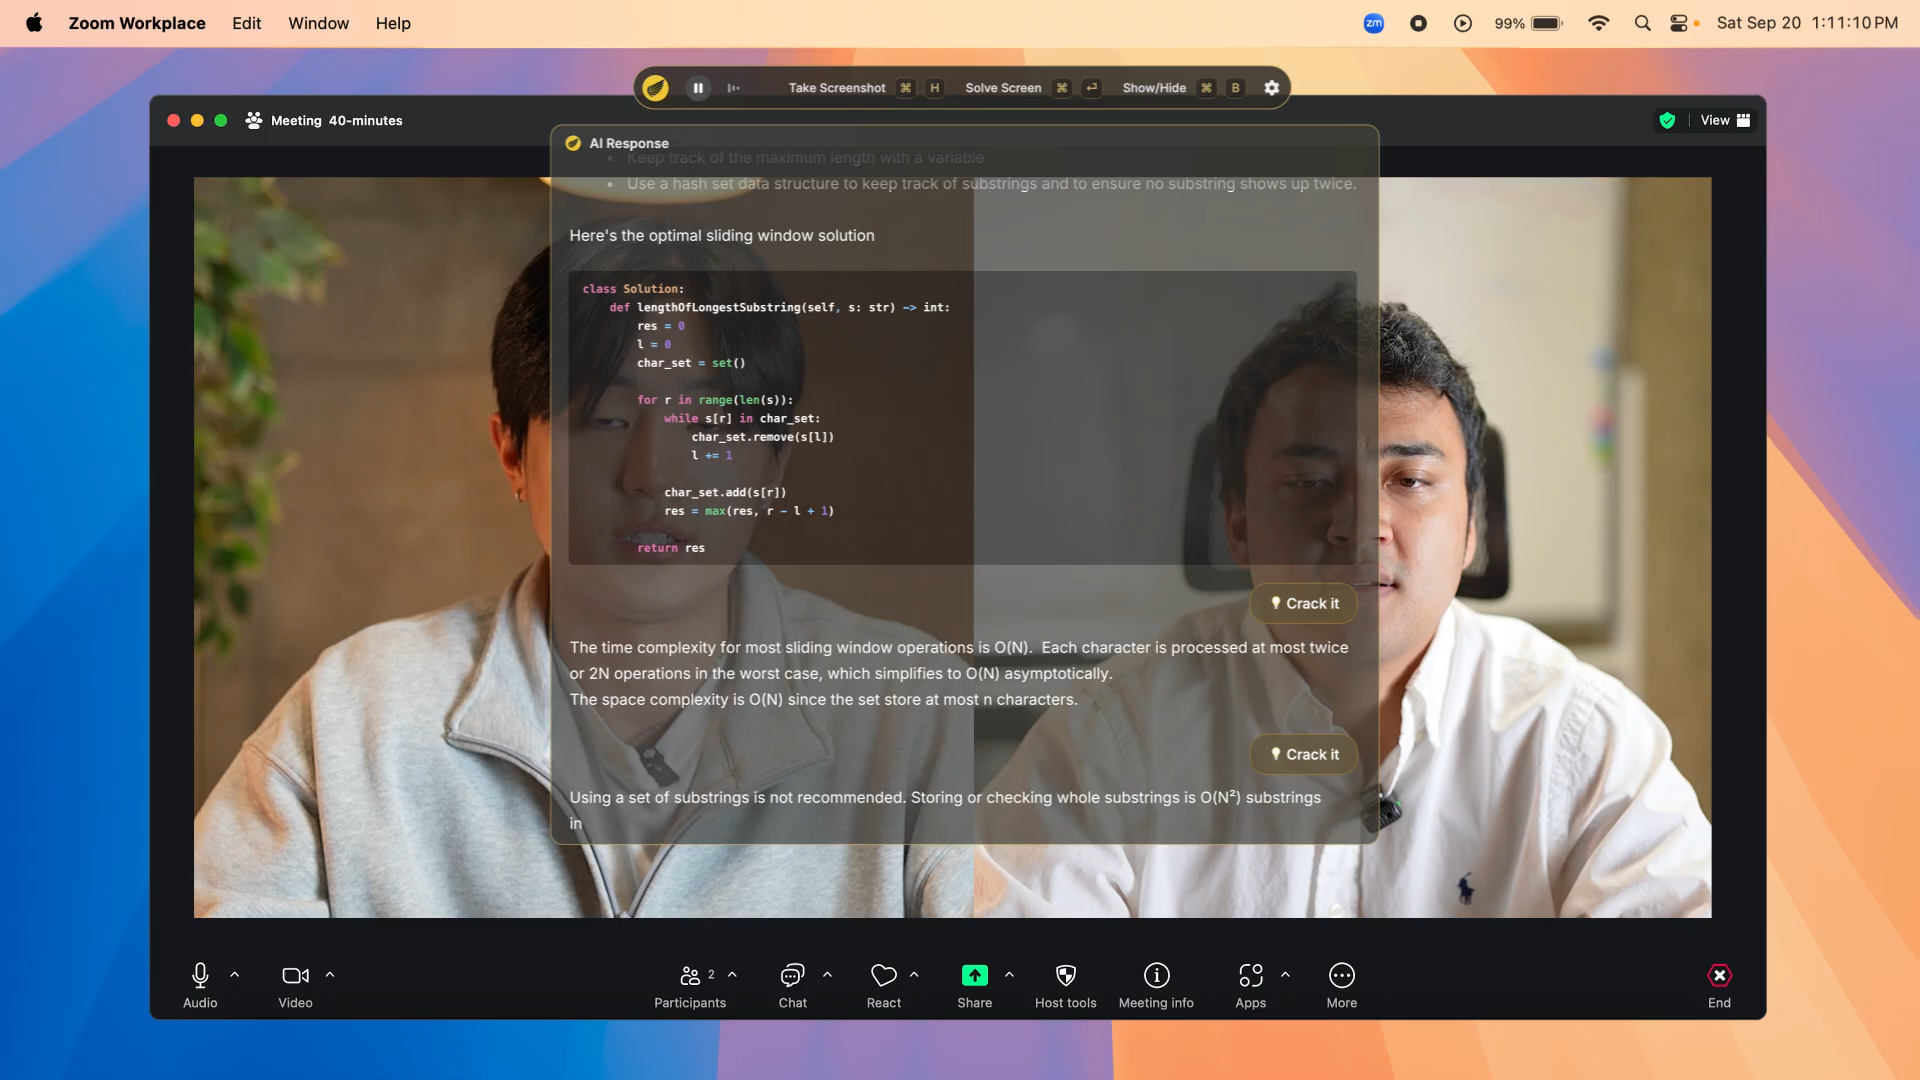 Zoom Workplace Edit Window Help
zm 99% Sat Sep 20 1:11:10 PM
Take Screenshot ⌘ H Solve Screen ⌘ ↵ Show/Hide ⌘ B
Meeting 40-minutes
View
AI Response
• Keep track of the maximum length with a variable
• Use a hash set data structure to keep track of substrings and to ensure no substring shows up twice.
Here's the optimal sliding window solution
class Solution:
    def lengthOfLongestSubstring(self, s: str) -> int:
        res = 0
        l = 0
        char_set = set()
        for r in range(len(s)):
            while s[r] in char_set:
                char_set.remove(s[l])
                l += 1
            char_set.add(s[r])
            res = max(res, r - l + 1)
        return res
Crack it
The time complexity for most sliding window operations is O(N). Each character is processed at most twice
or 2N operations in the worst case, which simplifies to O(N) asymptotically.
The space complexity is O(N) since the set store at most n characters.
Crack it
Using a set of substrings is not recommended. Storing or checking whole substrings is O(N²) substrings
in
2
Audio Video Participants Chat React Share Host tools Meeting info Apps More End